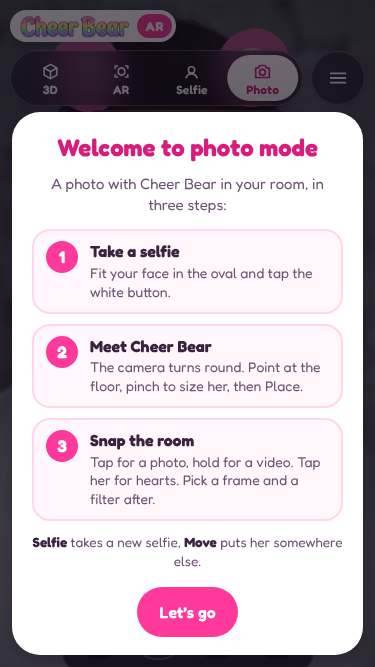 Cheer Bear AR
3D
AR
Selfie
Photo
Welcome to photo mode
A photo with Cheer Bear in your room, in
three steps:
1
Take a selfie
Fit your face in the oval and tap the
white button.
2
Meet Cheer Bear
The camera turns round. Point at the
floor, pinch to size her, then Place.
3
Snap the room
Tap for a photo, hold for a video. Tap
her for hearts. Pick a frame and a
filter after.
Selfie takes a new selfie, Move puts her somewhere
else.
Let's go